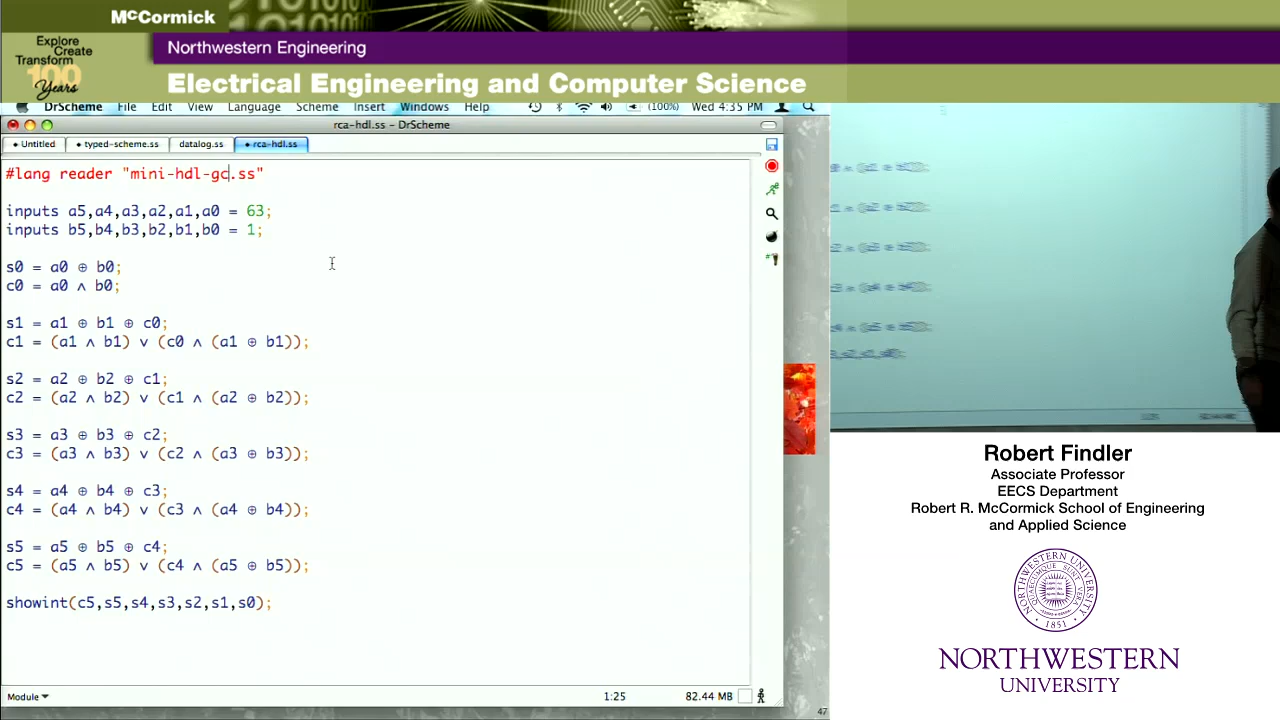 McCormick
Explore
Create
Transform
100
Years
Northwestern Engineering
Electrical Engineering and Computer Science
DrScheme File Edit View Language Scheme Insert Windows Help (100%) Wed 4:35 PM
rca-hdl.ss - DrScheme
• Untitled • typed-scheme.ss datalog.ss • rca-hdl.ss
#lang reader "mini-hdl-gc.ss"
inputs a5,a4,a3,a2,a1,a0 = 63;
inputs b5,b4,b3,b2,b1,b0 = 1;
s0 = a0 ⊕ b0;
c0 = a0 ∧ b0;
s1 = a1 ⊕ b1 ⊕ c0;
c1 = (a1 ∧ b1) ∨ (c0 ∧ (a1 ⊕ b1));
s2 = a2 ⊕ b2 ⊕ c1;
c2 = (a2 ∧ b2) ∨ (c1 ∧ (a2 ⊕ b2));
s3 = a3 ⊕ b3 ⊕ c2;
c3 = (a3 ∧ b3) ∨ (c2 ∧ (a3 ⊕ b3));
s4 = a4 ⊕ b4 ⊕ c3;
c4 = (a4 ∧ b4) ∨ (c3 ∧ (a4 ⊕ b4));
s5 = a5 ⊕ b5 ⊕ c4;
c5 = (a5 ∧ b5) ∨ (c4 ∧ (a5 ⊕ b5));
showint(c5,s5,s4,s3,s2,s1,s0);
Module 1:25 82.44 MB
47
Robert Findler
Associate Professor
EECS Department
Robert R. McCormick School of Engineering
and Applied Science
1851
NORTHWESTERN
UNIVERSITY